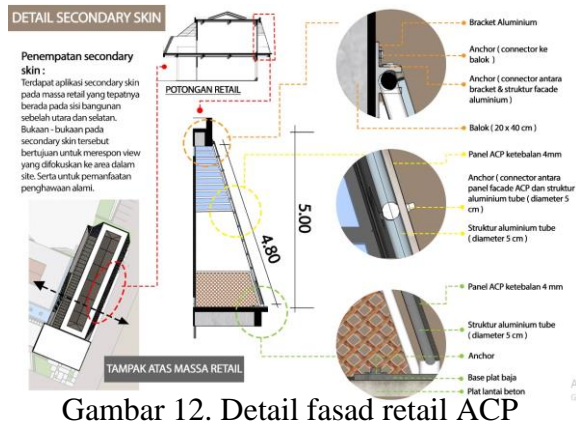 DETAIL SECONDARY SKIN
Penempatan secondary
skin :
Terdapat aplikasi secondary skin
pada massa retail yang tepatnya
berada pada sisi bangunan
sebelah utara dan selatan.
Bukaan - bukaan pada
secondary skin tersebut
bertujuan untuk merespon view
yang difokuskan ke area dalam
site. Serta untuk pemanfaatan
penghawaan alami.
POTONGAN RETAIL
5.00
4.80
TAMPAK ATAS MASSA RETAIL
Bracket Aluminium
Anchor ( connector ke
balok )
Anchor ( connector antara
bracket & struktur facade
aluminium )
Balok ( 20 x 40 cm )
Panel ACP ketebalan 4mm
Anchor ( connector antara
panel facade ACP dan struktur
aluminium tube ( diameter 5
cm )
Struktur aluminium tube
( diameter 5 cm )
Panel ACP ketebalan 4 mm
Struktur aluminium tube
( diameter 5 cm )
Anchor
Base plat baja
Plat lantai beton
Gambar 12. Detail fasad retail ACP